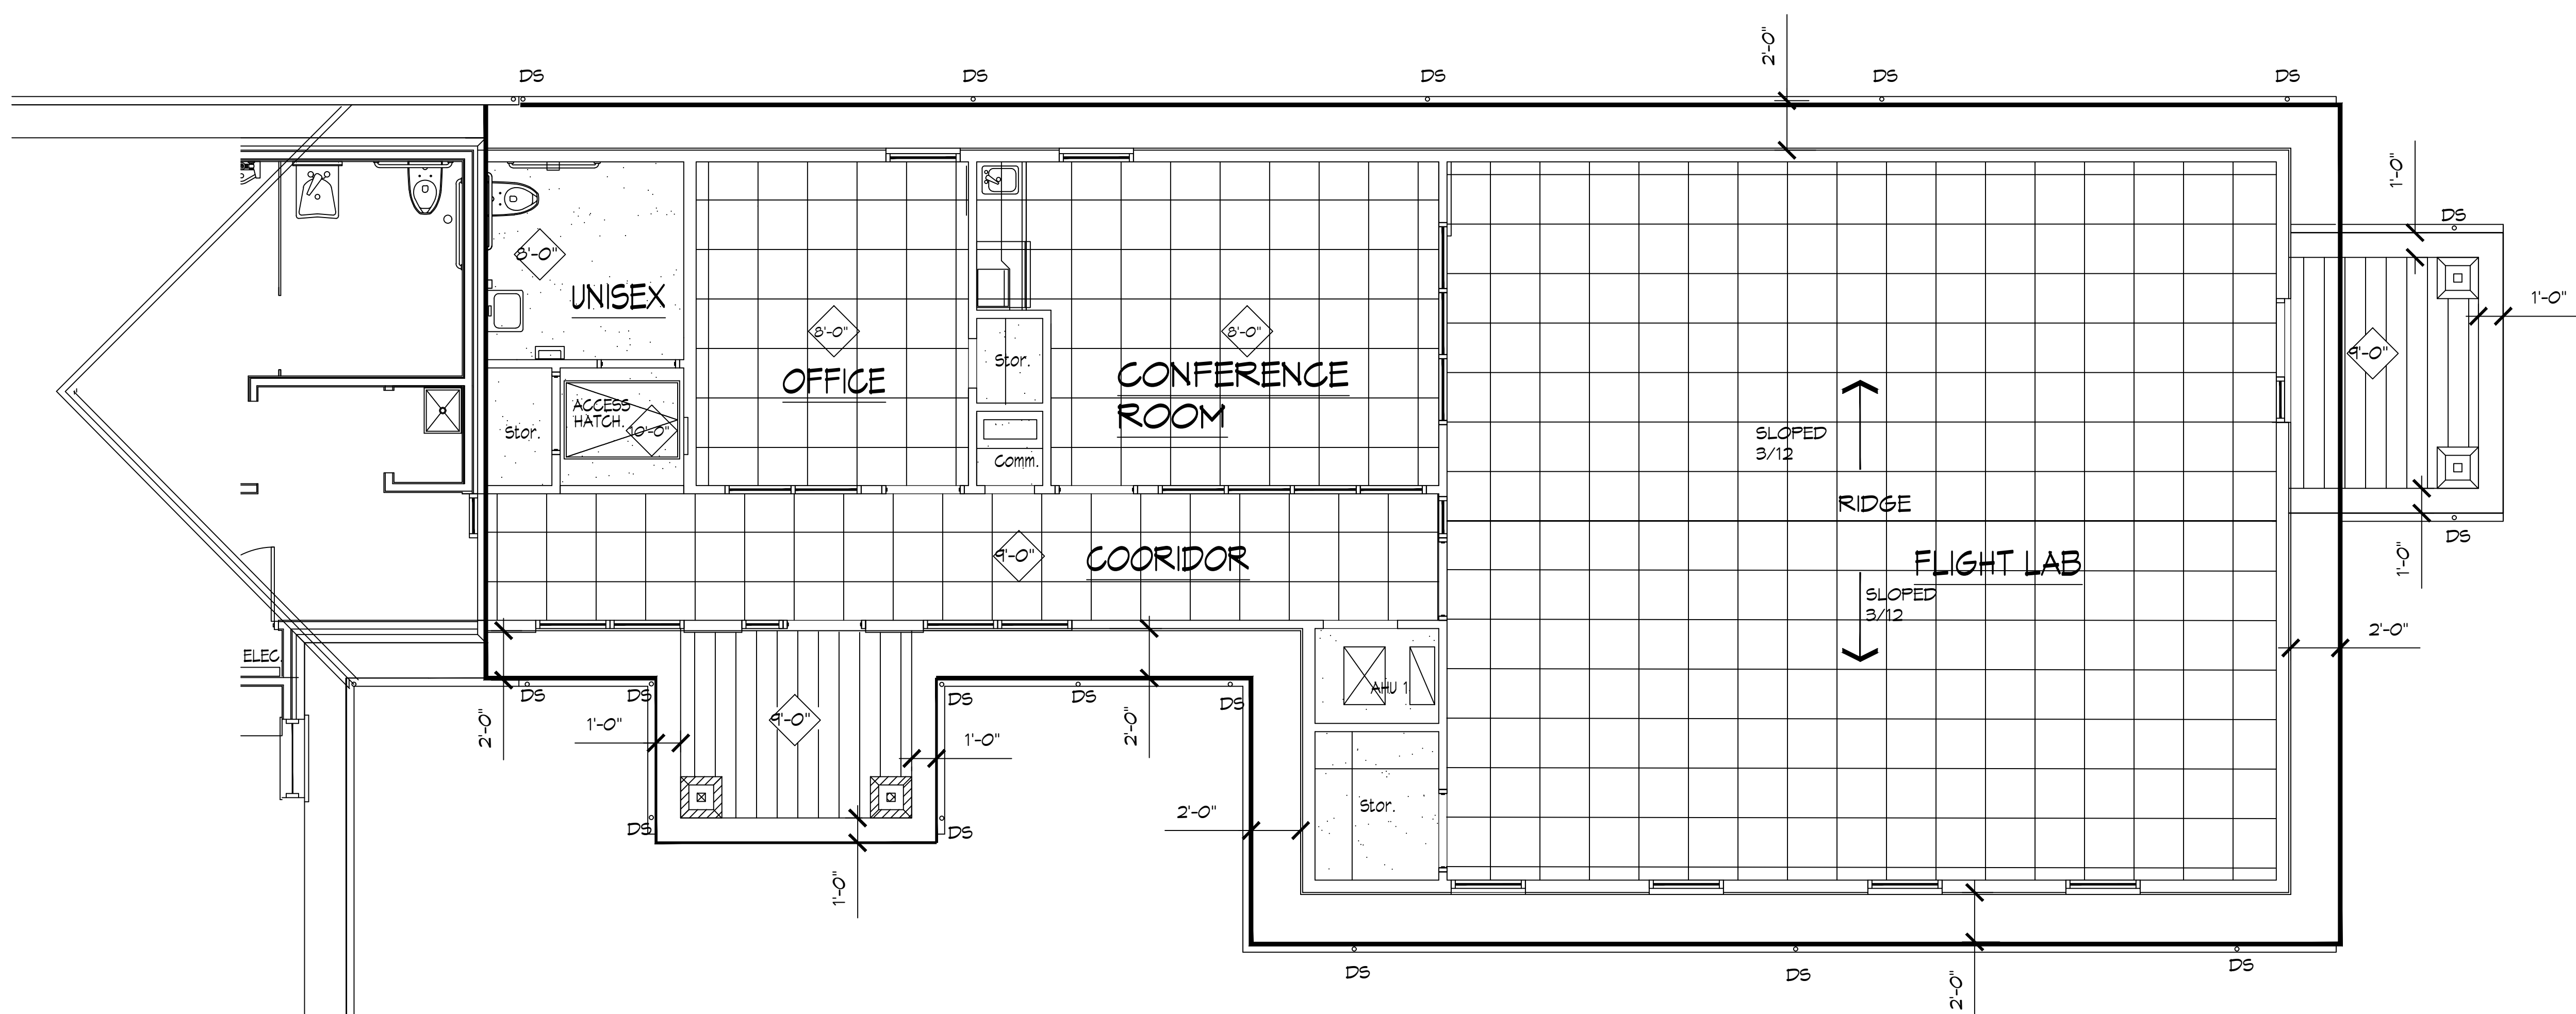 2'-0"
DS
DS
DS
DS
DS
1'-0"
DS
8'-0"
UNISEX
1'-0"
8'-0"
OFFICE
Stor.
8'-0"
CONFERENCE
ROOM
9'-0"
ACCESS
HATCH.
10'-0"
Stor.
Comm.
SLOPED
3/12
RIDGE
DS
1'-0"
9'-0"
COORIDOR
FLIGHT LAB
SLOPED
3/12
2'-0"
ELEC.
AHU 1
DS
DS
DS
DS
DS
2'-0"
1'-0"
9'-0"
1'-0"
2'-0"
Stor.
2'-0"
DS
DS
1'-0"
DS
DS
DS
2'-0"